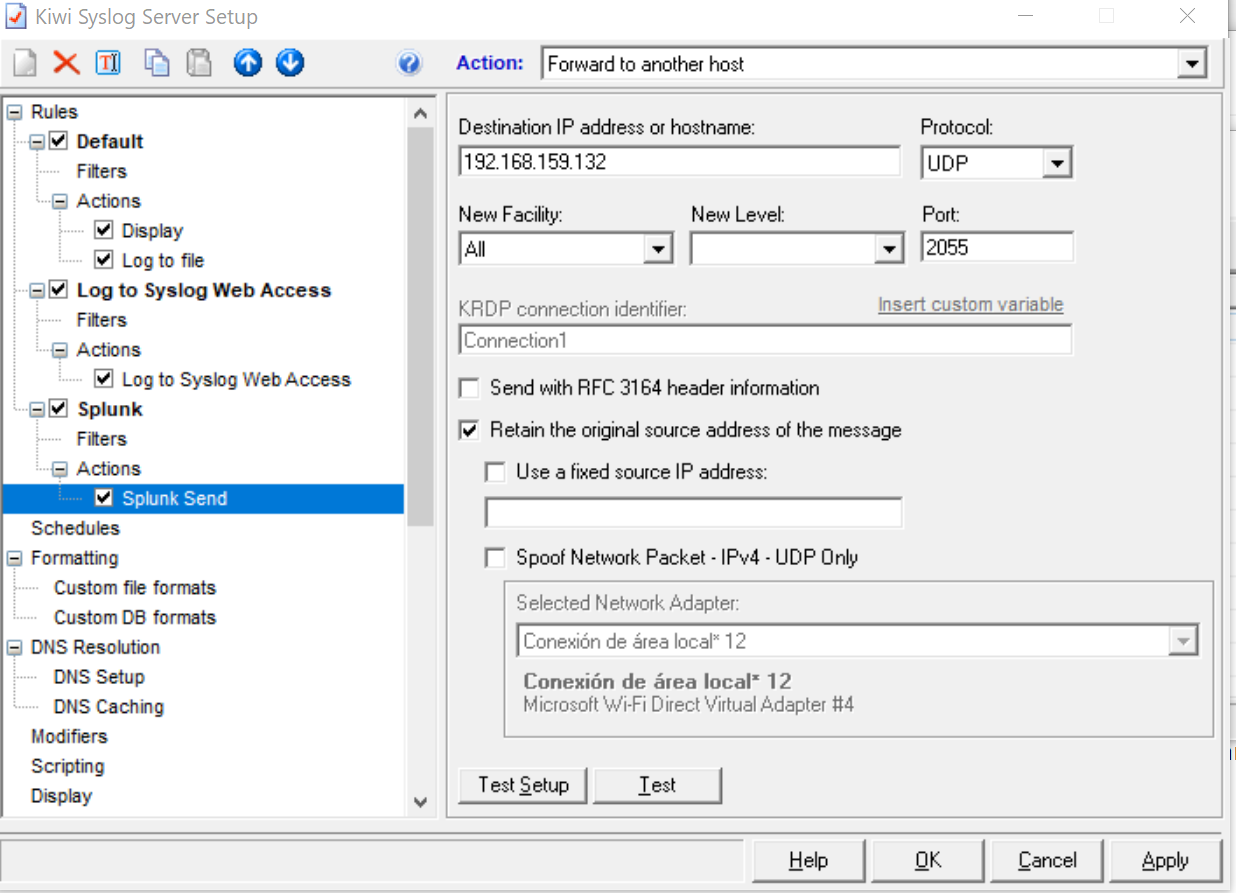 Kiwi Syslog Server Setup
Action: Forward to another host
Rules
Default
Filters
Actions
Display
Log to file
Log to Syslog Web Access
Filters
Actions
Log to Syslog Web Access
Splunk
Filters
Actions
Splunk Send
Schedules
Formatting
Custom file formats
Custom DB formats
DNS Resolution
DNS Setup
DNS Caching
Modifiers
Scripting
Display
Destination IP address or hostname: Protocol:
192.168.159.132 UDP
New Facility: New Level: Port:
All 2055
KRDP connection identifier: Insert custom variable
Connection1
Send with RFC 3164 header information
Retain the original source address of the message
Use a fixed source IP address:
Spoof Network Packet - IPv4 - UDP Only
Selected Network Adapter:
Conexión de área local* 12
Conexión de área local* 12
Microsoft Wi-Fi Direct Virtual Adapter #4
Test Setup Test
Help OK Cancel Apply